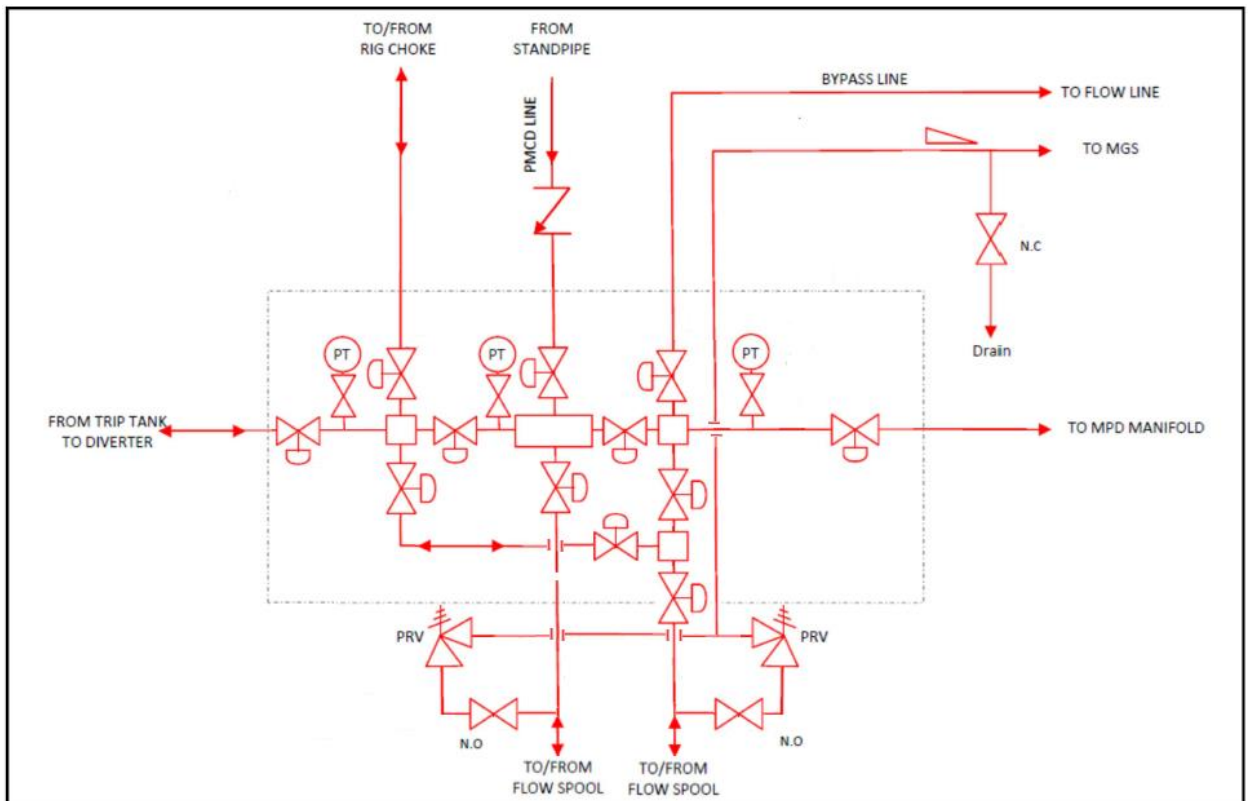 TO/FROM
RIG CHOKE
FROM
STANDPIPE
BYPASS LINE
TO FLOW LINE
PMCD LINE
TO MGS
N.C
Draiin
PT
PT
PT
FROM TRIP TANK
TO DIVERTER
TO MPD MANIFOLD
PRV
PRV
N.O
N.O
TO/FROM
FLOW SPOOL
TO/FROM
FLOW SPOOL